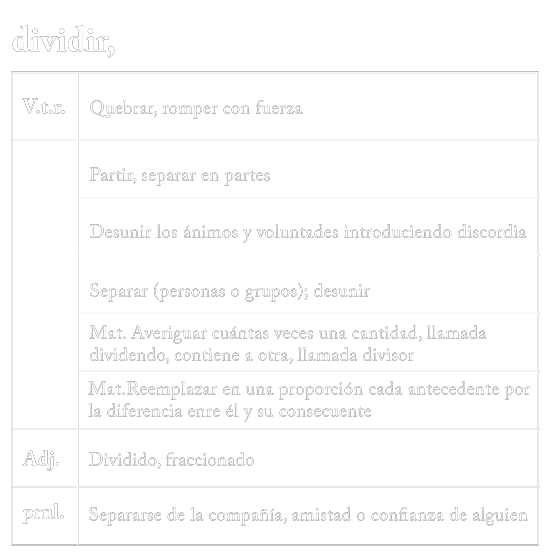 dividir,
V.t.r. Quebrar, romper con fuerza
Partir, separar en partes
Desunir los ánimos y voluntades introduciendo discordia
Separar (personas o grupos); desunir
Mat. Averiguar cuántas veces una cantidad, llamada
dividendo, contiene a otra, llamada divisor
Mat.Reemplazar en una proporción cada antecedente por
la diferencia enre él y su consecuente
Adj. Dividido, fraccionado
prnl. Separarse de la compañía, amistad o confianza de alguien